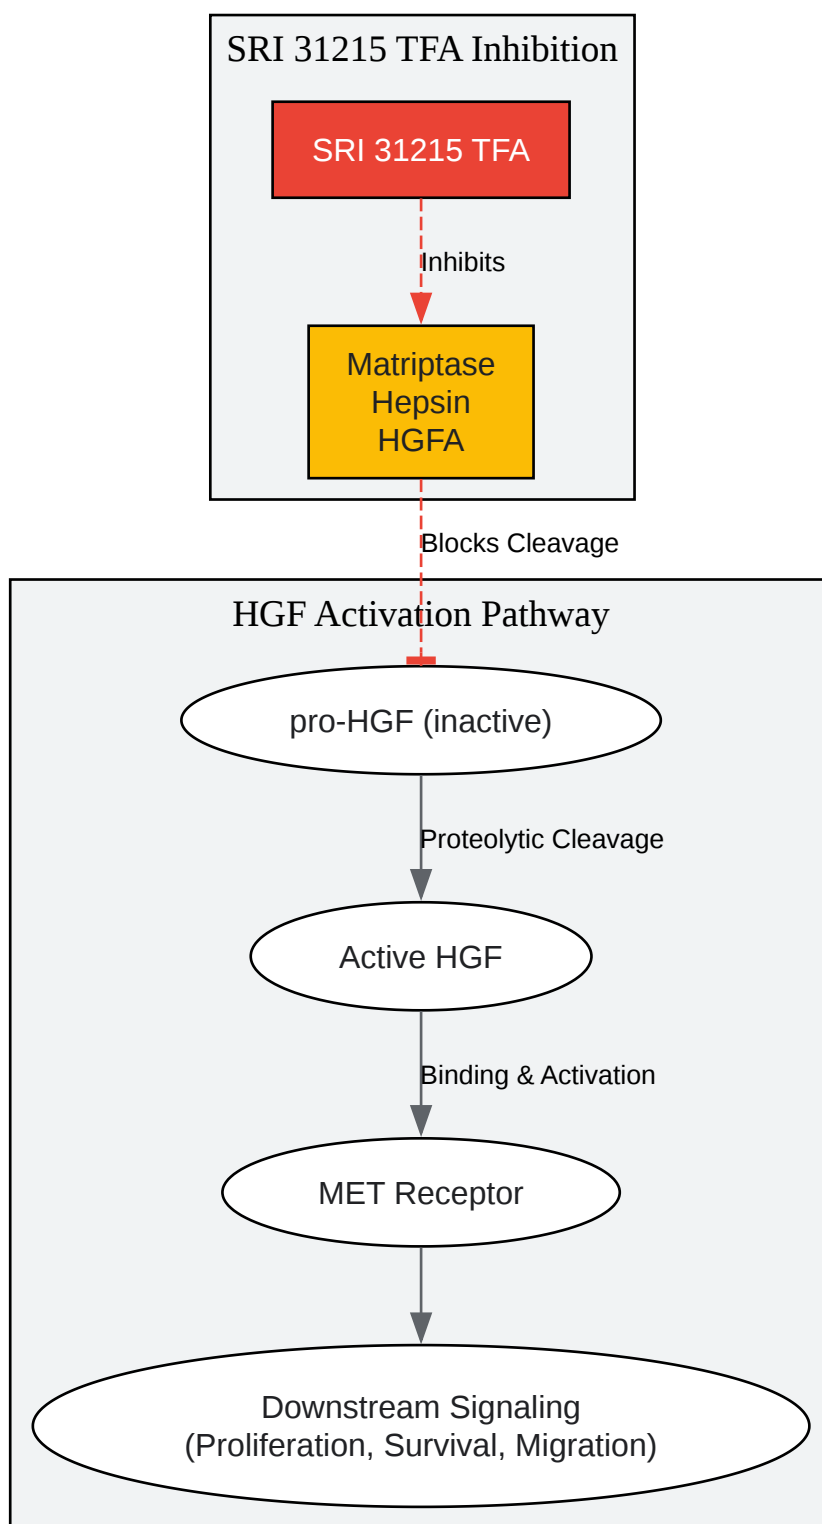 SRI 31215 TFA Inhibition
SRI 31215 TFA
Inhibits
Matriptase
Hepsin
HGFA
Blocks Cleavage
HGF Activation Pathway
pro-HGF (inactive)
Proteolytic Cleavage
Active HGF
Binding & Activation
MET Receptor
Downstream Signaling
(Proliferation, Survival, Migration)